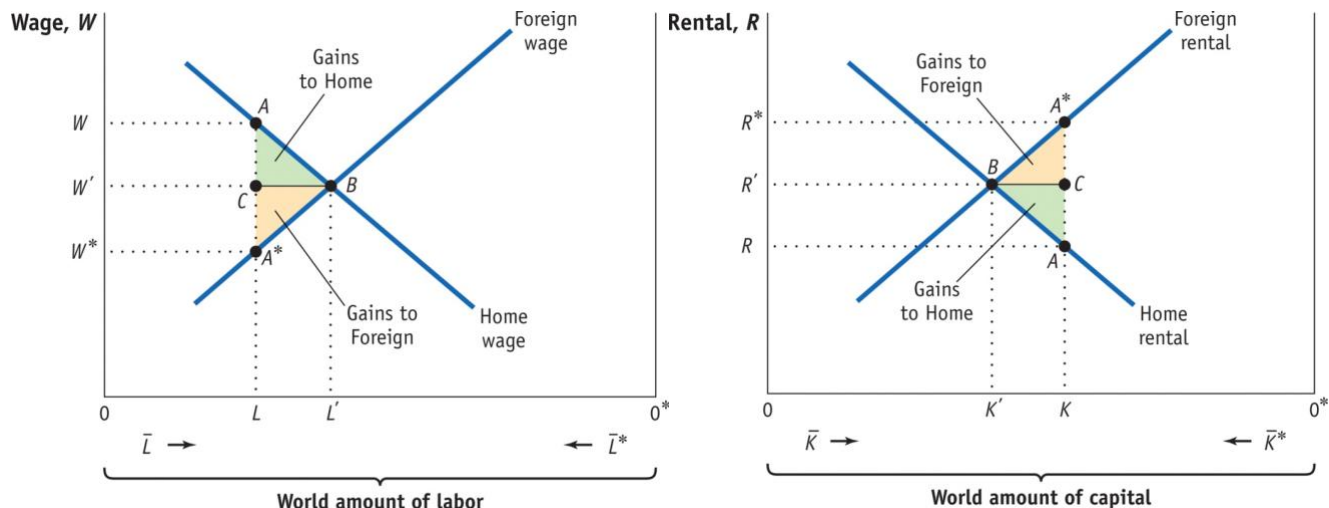 Wage, W
Foreign
wage
Gains
to Home
A
W
W′
C
B
W*
A*
Gains to
Foreign
Home
wage
0
L
L′
0*
L̄ →
← L̄*
World amount of labor
Rental, R
Foreign
rental
Gains to
Foreign
A*
R*
B
R′
C
R
A
Gains
to Home
Home
rental
0
K′
K
0*
K̄ →
← K̄*
World amount of capital